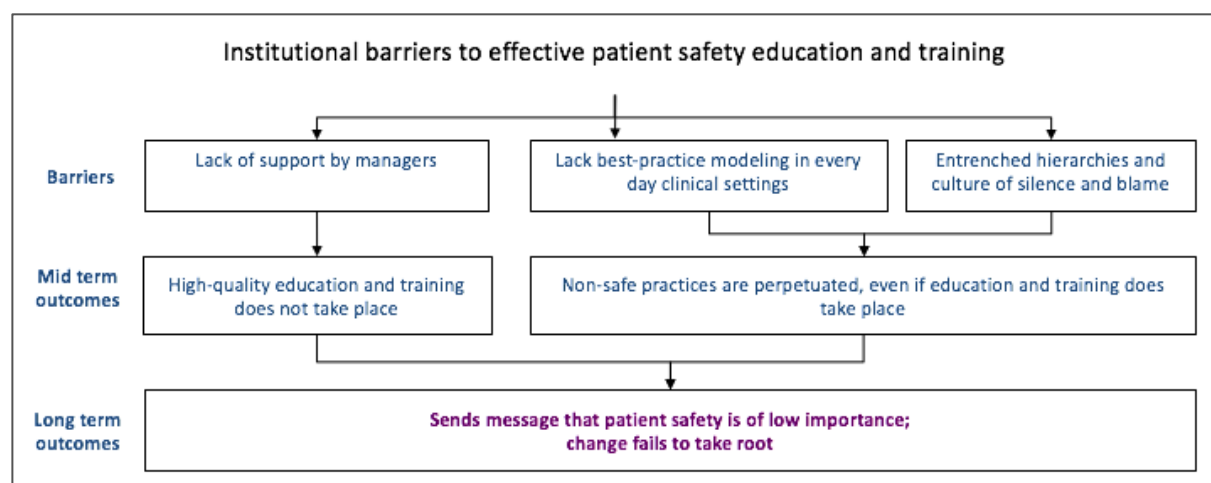 Institutional barriers to effective patient safety education and training
Barriers
Lack of support by managers
Lack best-practice modeling in every
day clinical settings
Entrenched hierarchies and
culture of silence and blame
Mid term
outcomes
High-quality education and training
does not take place
Non-safe practices are perpetuated, even if education and training does
take place
Long term
outcomes
Sends message that patient safety is of low importance;
change fails to take root